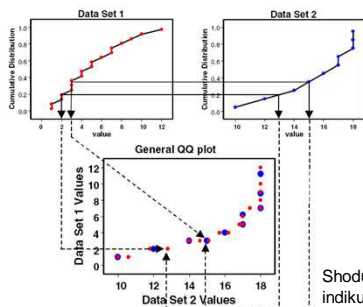 Data Set 1
Data Set 2
Cumulative Distribution
1.0
0.8
0.6
0.4
0.2
0.0
0 2 4 6 8 10 12
value
Cumulative Distribution
1.0
0.8
0.6
0.4
0.2
0.0
10 12 14 16 18
value
General QQ plot
Data Set 1 Values
12
10
8
6
4
2
0
10 12 14 16 18
Data Set 2 Values
Shodu
indiku